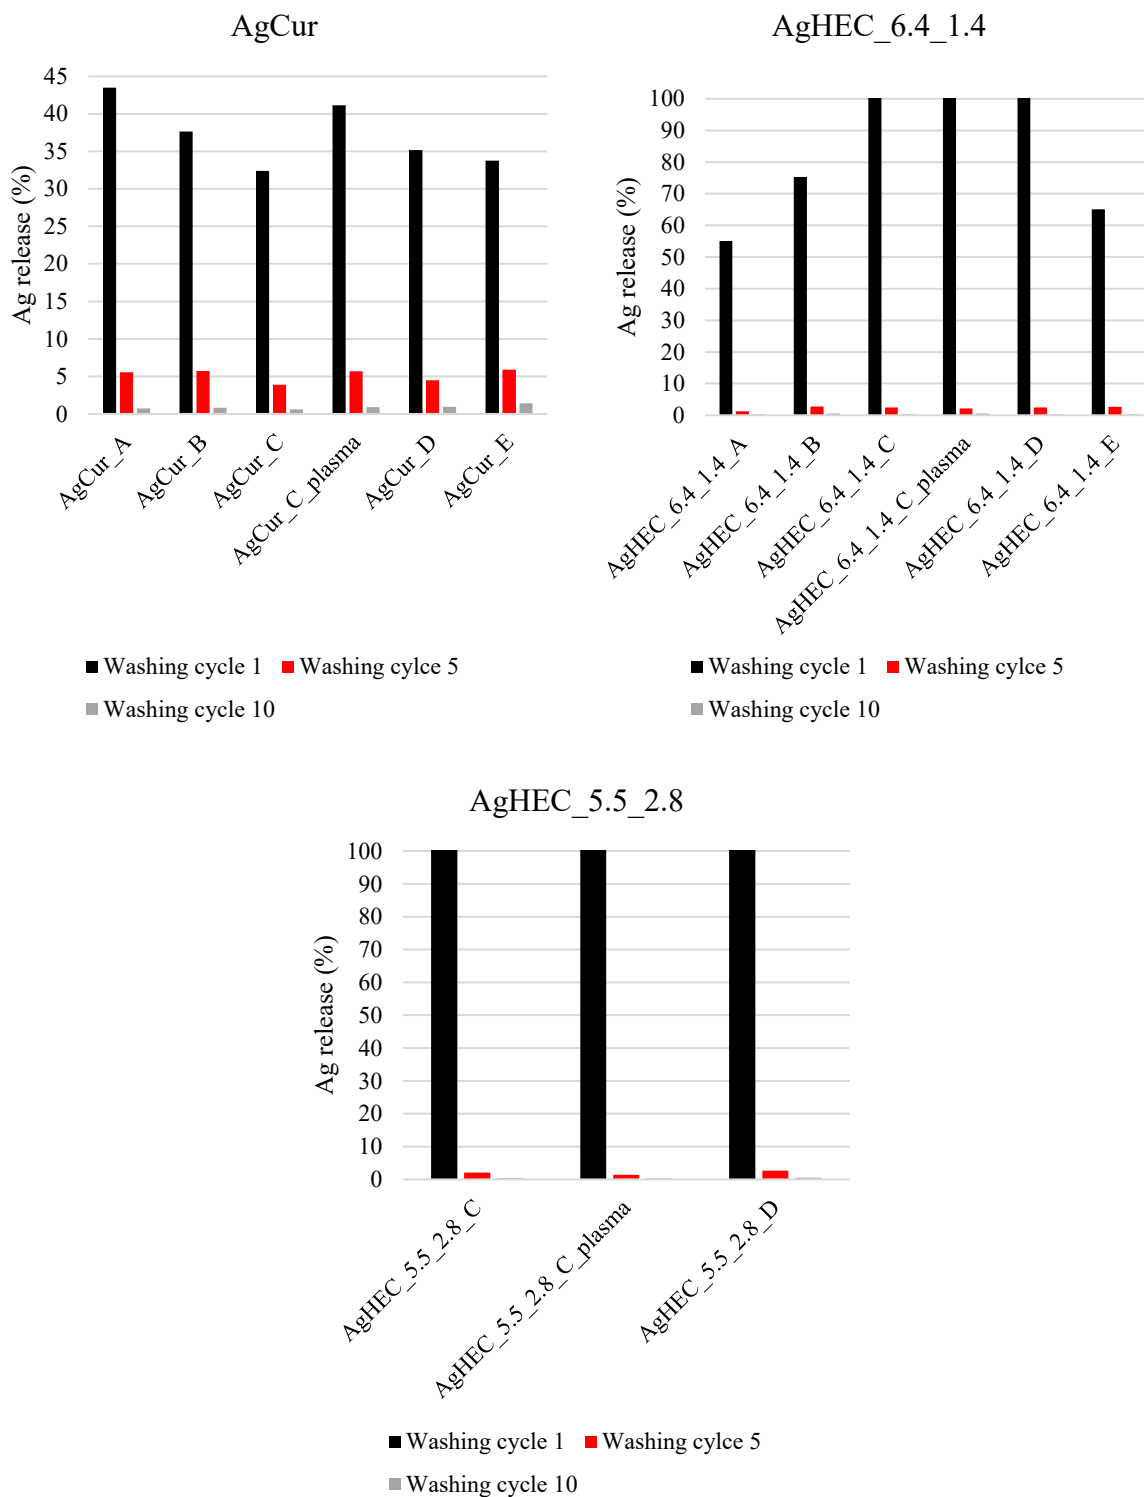 AgCur
Ag release (%)
45
40
35
30
25
20
15
10
5
0
AgCur_A
AgCur_B
AgCur_C
AgCur_C_plasma
AgCur_D
AgCur_E
Washing cycle 1 Washing cylce 5
Washing cycle 10
AgHEC_6.4_1.4
Ag release (%)
100
90
80
70
60
50
40
30
20
10
0
AgHEC_6.4_1.4_A
AgHEC_6.4_1.4_B
AgHEC_6.4_1.4_C
AgHEC_6.4_1.4_C_plasma
AgHEC_6.4_1.4_D
AgHEC_6.4_1.4_E
Washing cycle 1 Washing cylce 5
Washing cycle 10
AgHEC_5.5_2.8
Ag release (%)
100
90
80
70
60
50
40
30
20
10
0
AgHEC_5.5_2.8_C
AgHEC_5.5_2.8_C_plasma
AgHEC_5.5_2.8_D
Washing cycle 1 Washing cylce 5
Washing cycle 10